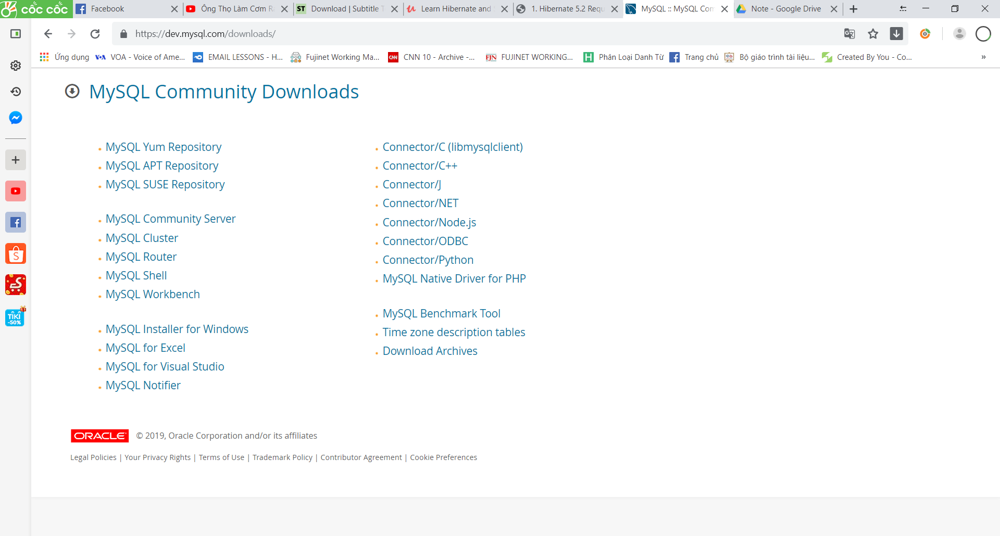 cốc cốc
Facebook
Ông Thọ Làm Cơm R
ST Download | Subtitle T
Learn Hibernate and
1. Hibernate 5.2 Requ
MySQL :: MySQL Com
Note - Google Drive
https://dev.mysql.com/downloads/
Ứng dụng
VOA VOA - Voice of Ame...
EMAIL LESSONS - H...
Fujinet Working Ma...
CNN CNN 10 - Archive -...
FJN FUJINET WORKING...
H Phân Loại Danh Từ
Trang chủ
Bộ giáo trình tài liệu...
Created By You - Co...
»
MySQL Community Downloads
MySQL Yum Repository
MySQL APT Repository
MySQL SUSE Repository
MySQL Community Server
MySQL Cluster
MySQL Router
MySQL Shell
MySQL Workbench
MySQL Installer for Windows
MySQL for Excel
MySQL for Visual Studio
MySQL Notifier
Connector/C (libmysqlclient)
Connector/C++
Connector/J
Connector/NET
Connector/Node.js
Connector/ODBC
Connector/Python
MySQL Native Driver for PHP
MySQL Benchmark Tool
Time zone description tables
Download Archives
TIKI
-50%
ORACLE © 2019, Oracle Corporation and/or its affiliates
Legal Policies | Your Privacy Rights | Terms of Use | Trademark Policy | Contributor Agreement | Cookie Preferences